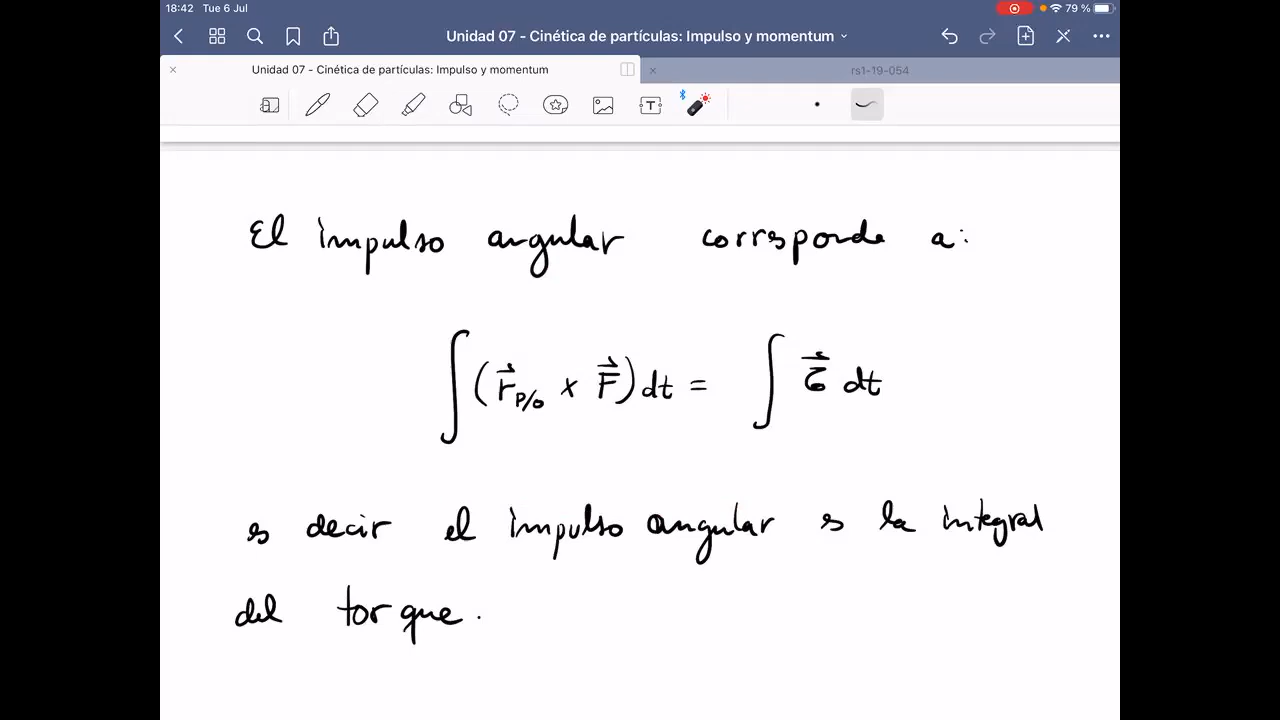 18:42 Tue 6 Jul
79 %
Unidad 07 - Cinética de partículas: Impulso y momentum
Unidad 07 - Cinética de partículas: Impulso y momentum
rs1-19-054
El impulso angular corresponde a:
∫(r⃗ₚ/ₒ × F⃗)dt = ∫ τ⃗ dt
es decir el impulso angular es la integral
del torque.